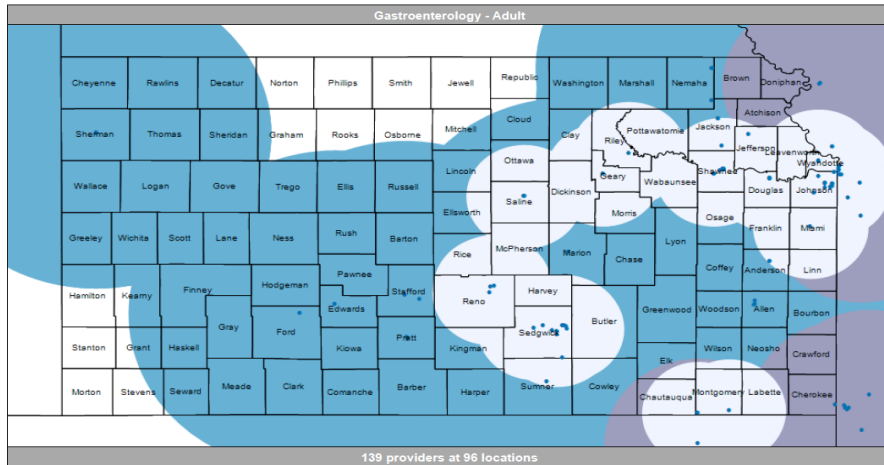 Gastroenterology - Adult
Cheyenne Rawlins Decatur Norton Phillips Smith Jewell Republic Washington Marshall Nemaha Brown Doniphan
Sherman Thomas Sheridan Graham Rooks Osborne Mitchell Cloud Clay Riley Pottawatomie Jackson Atchison
Jefferson Leavenworth
Wallace Logan Gove Trego Ellis Russell Lincoln Ottawa Dickinson Geary Wabaunsee Shawnee Douglas Johnson Wyandotte
Saline
Ellsworth Morris Osage Franklin Miami
Greeley Wichita Scott Lane Ness Rush Barton Rice McPherson Marion Chase Lyon Coffey Anderson Linn
Hamilton Kearny Finney Hodgeman Pawnee Stafford Reno Harvey
Gray Ford Edwards Sedgwick Butler Greenwood Woodson Allen Bourbon
Stanton Grant Haskell Kiowa Pratt Kingman Elk Wilson Neosho Crawford
Morton Stevens Seward Meade Clark Comanche Barber Harper Sumner Cowley Chautauqua Montgomery Labette Cherokee
139 providers at 96 locations